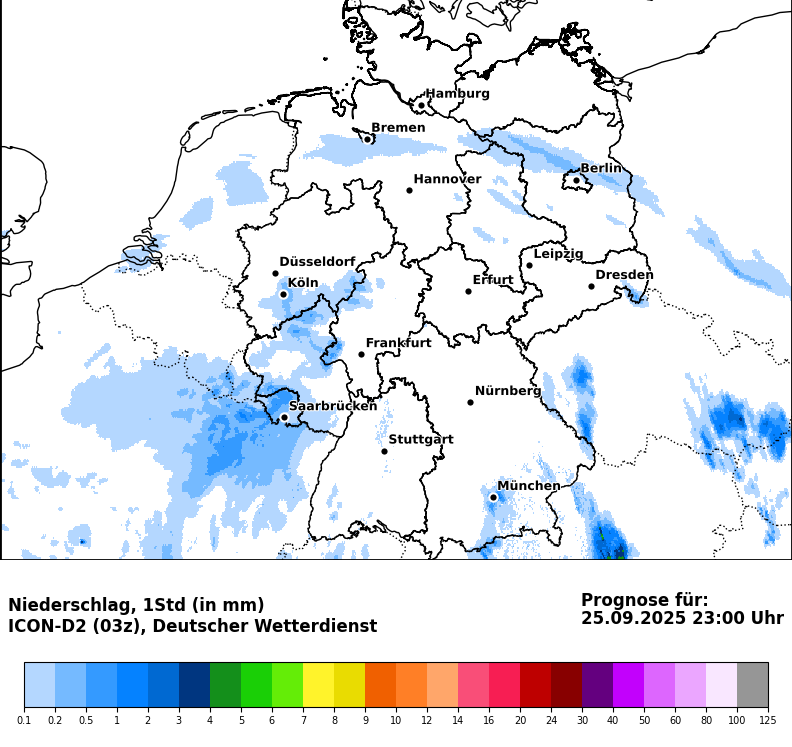 Hamburg
Bremen
Berlin
Hannover
Leipzig
Düsseldorf
Dresden
Köln
Erfurt
Frankfurt
Nürnberg
Saarbrücken
Stuttgart
München
Niederschlag, 1Std (in mm)
ICON-D2 (03z), Deutscher Wetterdienst
Prognose für:
25.09.2025 23:00 Uhr
0.1 0.2 0.5 1 2 3 4 5 6 7 8 9 10 12 14 16 20 24 30 40 50 60 80 100 125